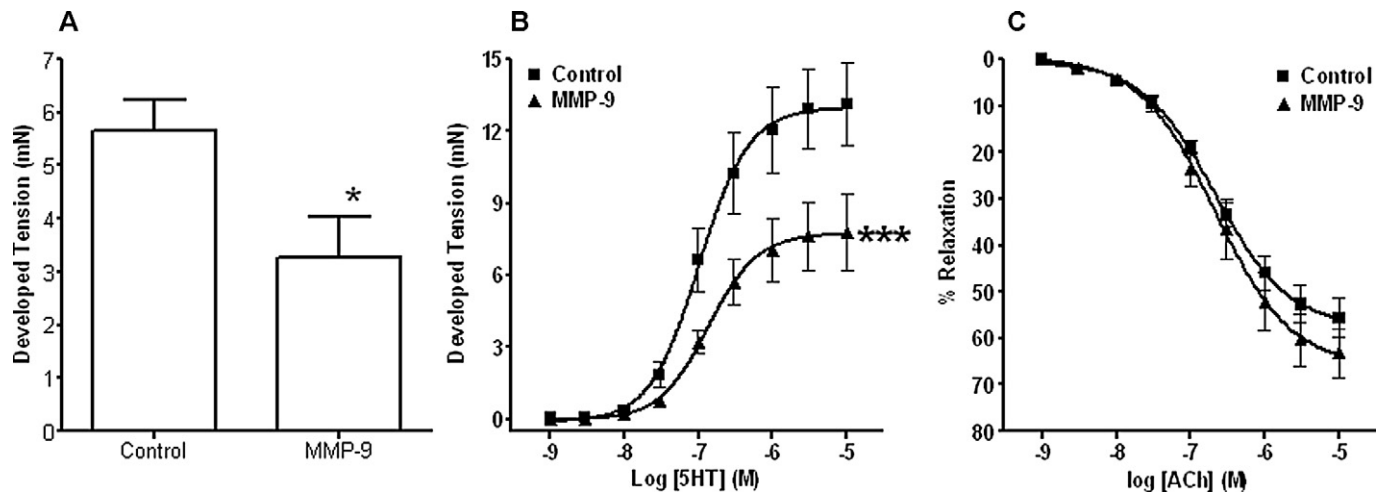 A
Developed Tension (mN)
7
6
5
4
3
2
1
0
*
Control
MMP-9
B
Developed Tension (mN)
15
12
9
6
3
0
Control
MMP-9
***
-9
-8
-7
-6
-5
Log [5HT] (M)
C
% Relaxation
0
10
20
30
40
50
60
70
80
Control
MMP-9
-9
-8
-7
-6
-5
log [ACh] (M)